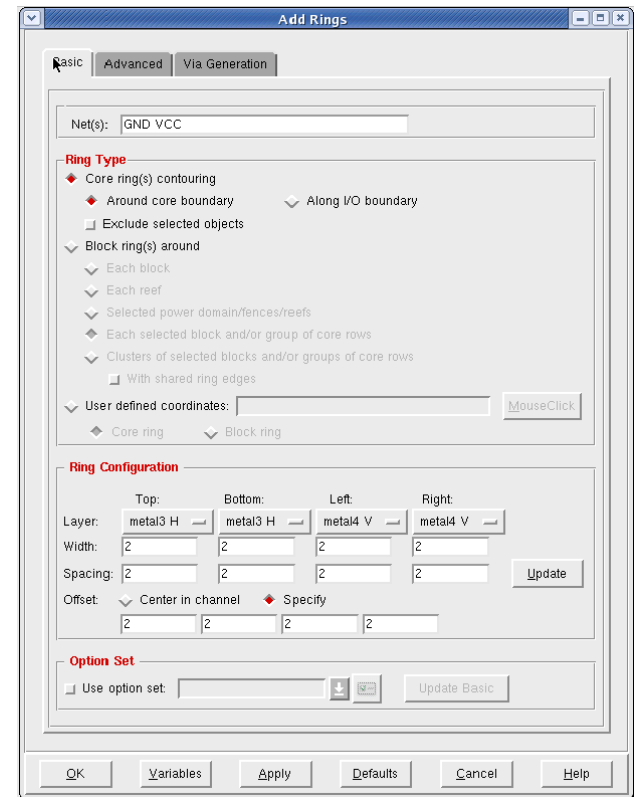 Add Rings
Basic
Advanced
Via Generation
Net(s): GND VCC
Ring Type
Core ring(s) contouring
Around core boundary
Along I/O boundary
Exclude selected objects
Block ring(s) around
Each block
Each reef
Selected power domain/fences/reefs
Each selected block and/or group of core rows
Clusters of selected blocks and/or groups of core rows
With shared ring edges
User defined coordinates:
MouseClick
Core ring
Block ring
Ring Configuration
Top: Bottom: Left: Right:
Layer: metal3 H metal3 H metal4 V metal4 V
Width: 2 2 2 2
Spacing: 2 2 2 2 Update
Offset: Center in channel Specify
2 2 2 2
Option Set
Use option set: Update Basic
OK Variables Apply Defaults Cancel Help